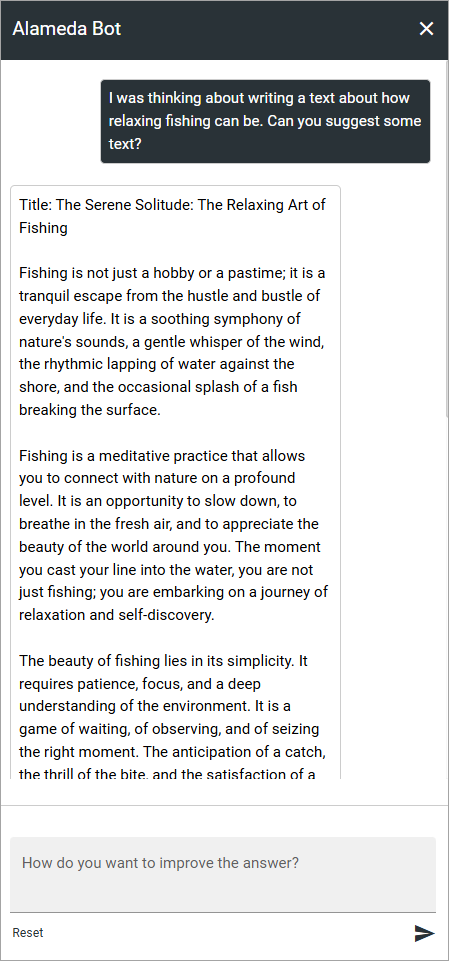 Alameda Bot
I was thinking about writing a text about how
relaxing fishing can be. Can you suggest some
text?
Title: The Serene Solitude: The Relaxing Art of
Fishing
Fishing is not just a hobby or a pastime; it is a
tranquil escape from the hustle and bustle of
everyday life. It is a soothing symphony of
nature's sounds, a gentle whisper of the wind,
the rhythmic lapping of water against the
shore, and the occasional splash of a fish
breaking the surface.
Fishing is a meditative practice that allows
you to connect with nature on a profound
level. It is an opportunity to slow down, to
breathe in the fresh air, and to appreciate the
beauty of the world around you. The moment
you cast your line into the water, you are not
just fishing; you are embarking on a journey of
relaxation and self-discovery.
The beauty of fishing lies in its simplicity. It
requires patience, focus, and a deep
understanding of the environment. It is a
game of waiting, of observing, and of seizing
the right moment. The anticipation of a catch,
the thrill of the bite, and the satisfaction of a
How do you want to improve the answer?
Reset